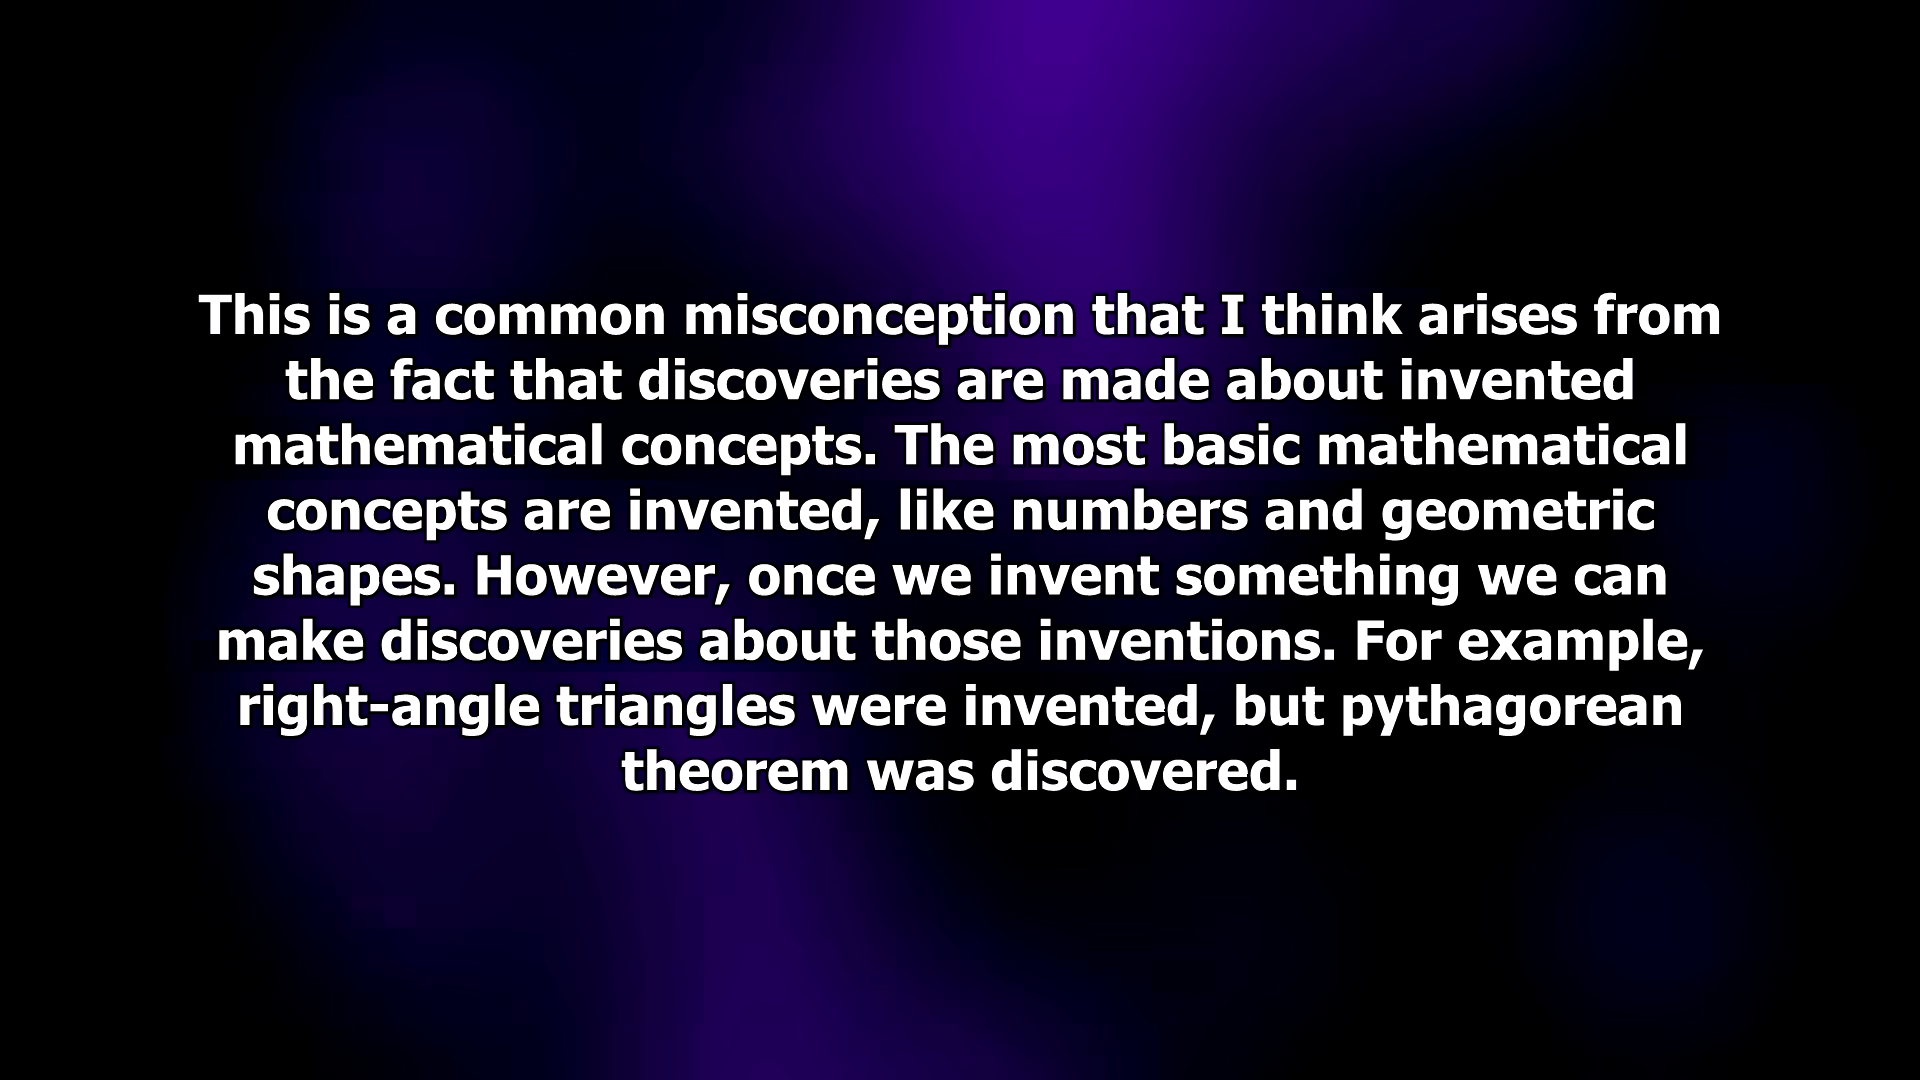 This is a common misconception that I think arises from
the fact that discoveries are made about invented
mathematical concepts. The most basic mathematical
concepts are invented, like numbers and geometric
shapes. However, once we invent something we can
make discoveries about those inventions. For example,
right-angle triangles were invented, but pythagorean
theorem was discovered.